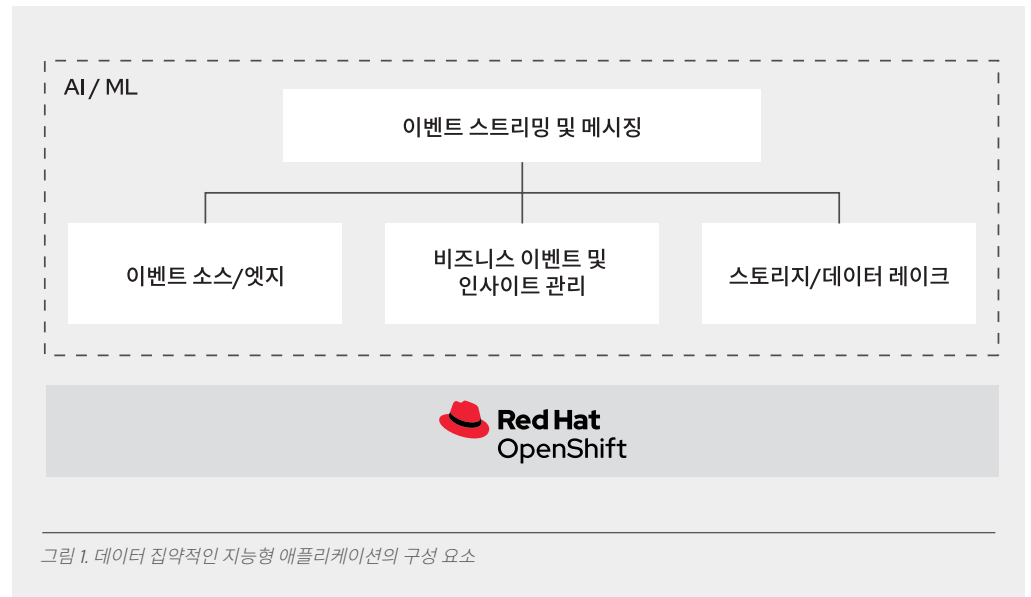 AI / ML
이벤트 스트리밍 및 메시징
이벤트 소스/엣지
비즈니스 이벤트 및
인사이트 관리
스토리지/데이터 레이크
Red Hat
OpenShift
그림 1. 데이터 집약적인 지능형 애플리케이션의 구성 요소